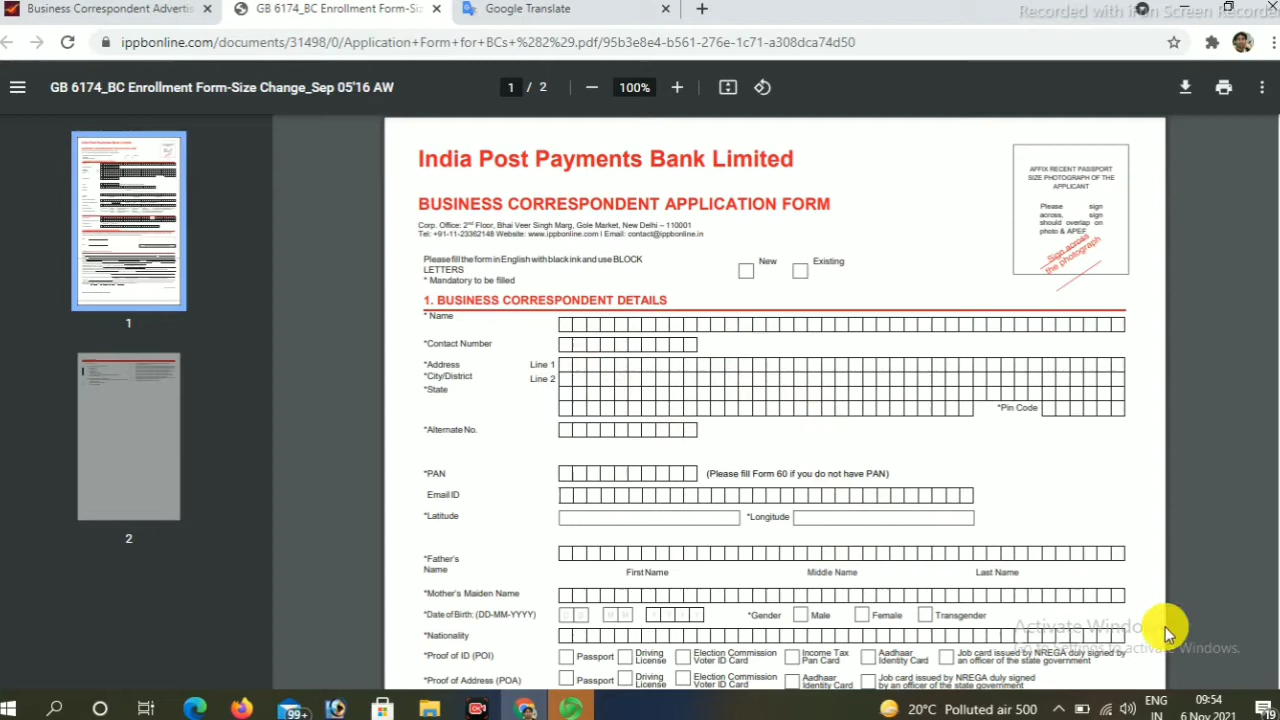 Business Correspondent Advertis
GB 6174_BC Enrollment Form-Siz
Google Translate
Recorded with iTop Screen Recorder
ippbonline.com/documents/31498/0/Application+Form+for+BCs+%282%29.pdf/95b3e8e4-b561-276e-1c71-a308dca74d50
GB 6174_BC Enrollment Form-Size Change_Sep 05'16 AW
1 / 2
100%
India Post Payments Bank Limited
BUSINESS CORRESPONDENT APPLICATION FORM
Corp. Office: 2nd Floor, Bhai Veer Singh Marg, Gole Market, New Delhi – 110001
Tel: +91-11-23362148 Website: www.ippbonline.com I Email: contact@ippbonline.in
AFFIX RECENT PASSPORT
SIZE PHOTOGRAPH OF THE
APPLICANT
Please sign
across, sign
should overlap on
photo & APEF
Sign across
the photograph
Please fill the form in English with black ink and use BLOCK
LETTERS
* Mandatory to be filled
New
Existing
1. BUSINESS CORRESPONDENT DETAILS
* Name
*Contact Number
*Address Line 1
*City/District Line 2
*State
*Pin Code
*Alternate No.
*PAN (Please fill Form 60 if you do not have PAN)
Email ID
*Latitude *Longitude
*Father's
Name
First Name Middle Name Last Name
*Mother's Maiden Name
*Date of Birth: (DD-MM-YYYY) D D M M Y Y Y Y *Gender Male Female Transgender
*Nationality
*Proof of ID (POI) Passport Driving License Election Commission Voter ID Card Income Tax Pan Card Aadhaar Identity Card Job card issued by NREGA duly signed by an officer of the state government
*Proof of Address (POA) Passport Driving License Election Commission Voter ID Card Aadhaar Identity Card Job card issued by NREGA duly signed by an officer of the state government
1
2
Activate Windo
Go to Settings to activate Windows.
99+
20°C Polluted air 500
ENG
IN
09:54
6 Nov 2021
19